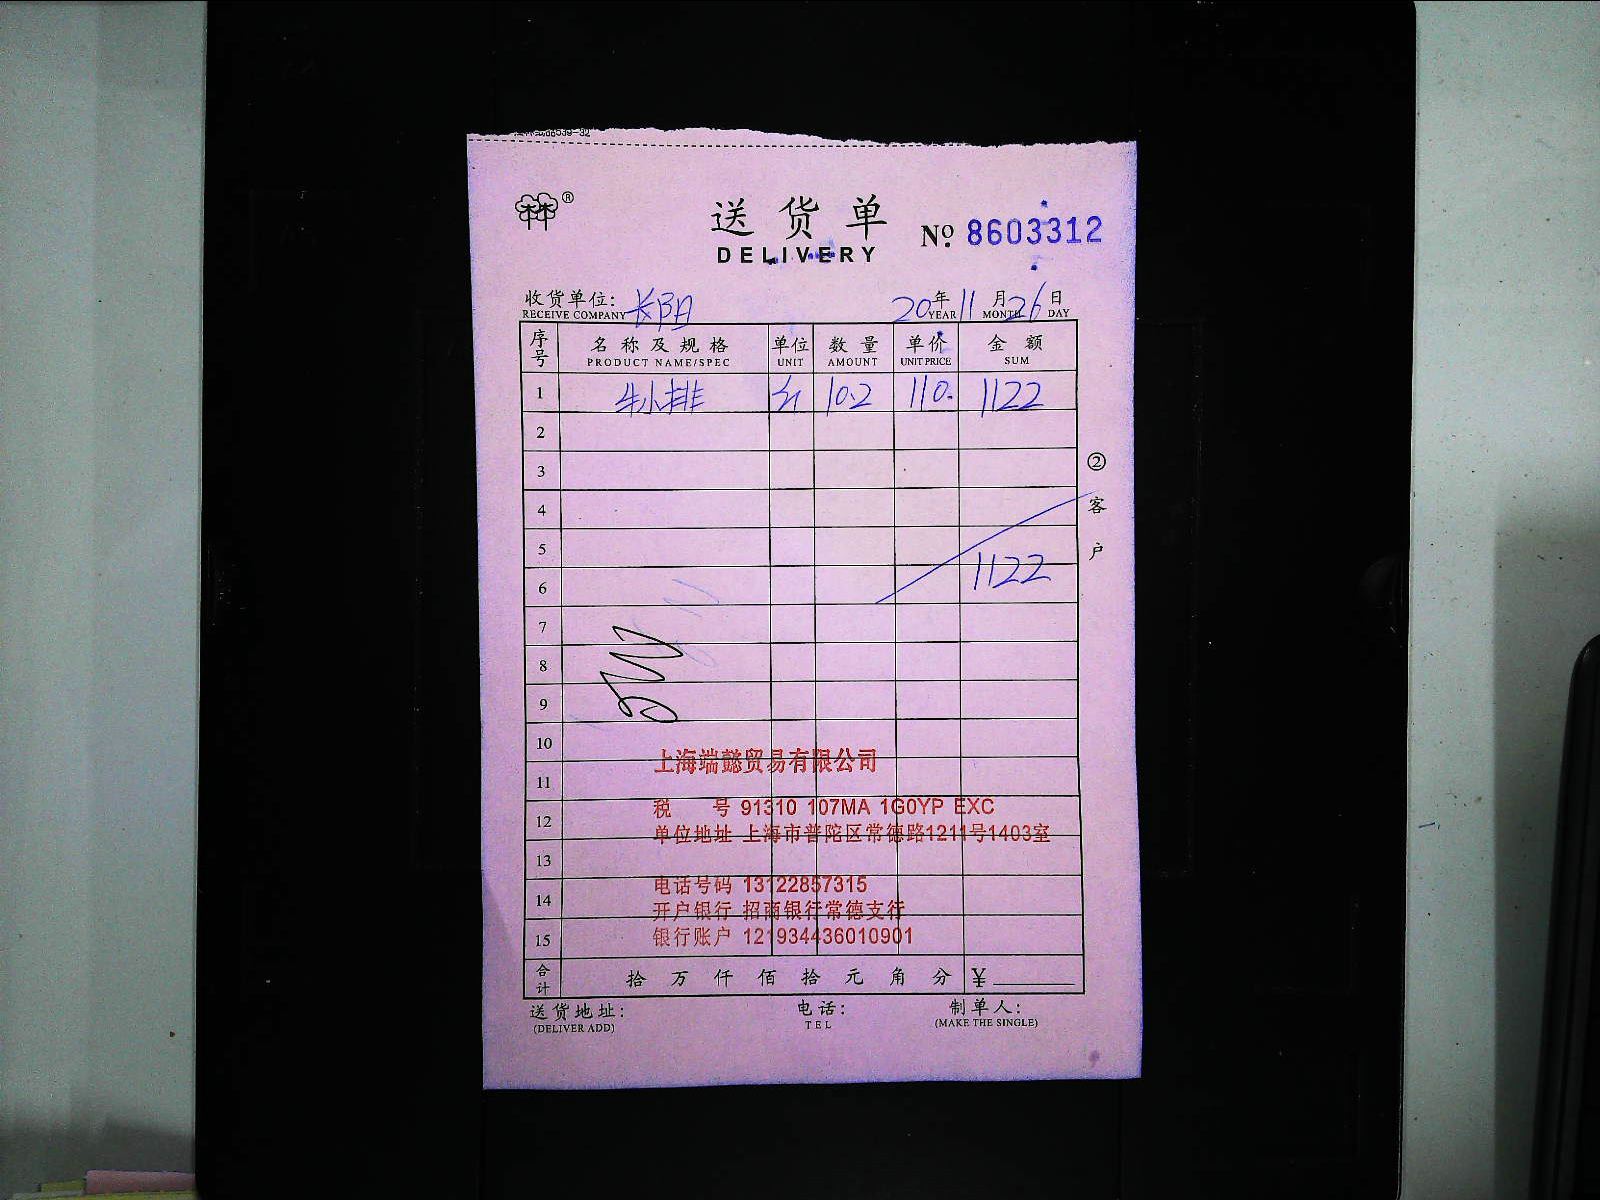 ®
送货单
DELIVERY
№ 8603312
收货单位: 长阳 20年11月26日
RECEIVE COMPANY YEAR MONTH DAY
序号 名称及规格 单位 数量 单价 金额
PRODUCT NAME/SPEC UNIT AMOUNT UNIT PRICE SUM
1 牛小排 斤 10.2 110. 1122
2
3
4
5
6 1122
7
8
9
10
11
12
13
14
15
②客户
上海端懿贸易有限公司
税 号 91310 107MA 1G0YP EXC
单位地址 上海市普陀区常德路1211号1403室
电话号码 13122857315
开户银行 招商银行常德支行
银行账户 121934436010901
合计 拾万仟佰拾元角分 ¥
送货地址: 电话: 制单人:
(DELIVER ADD) TEL (MAKE THE SINGLE)